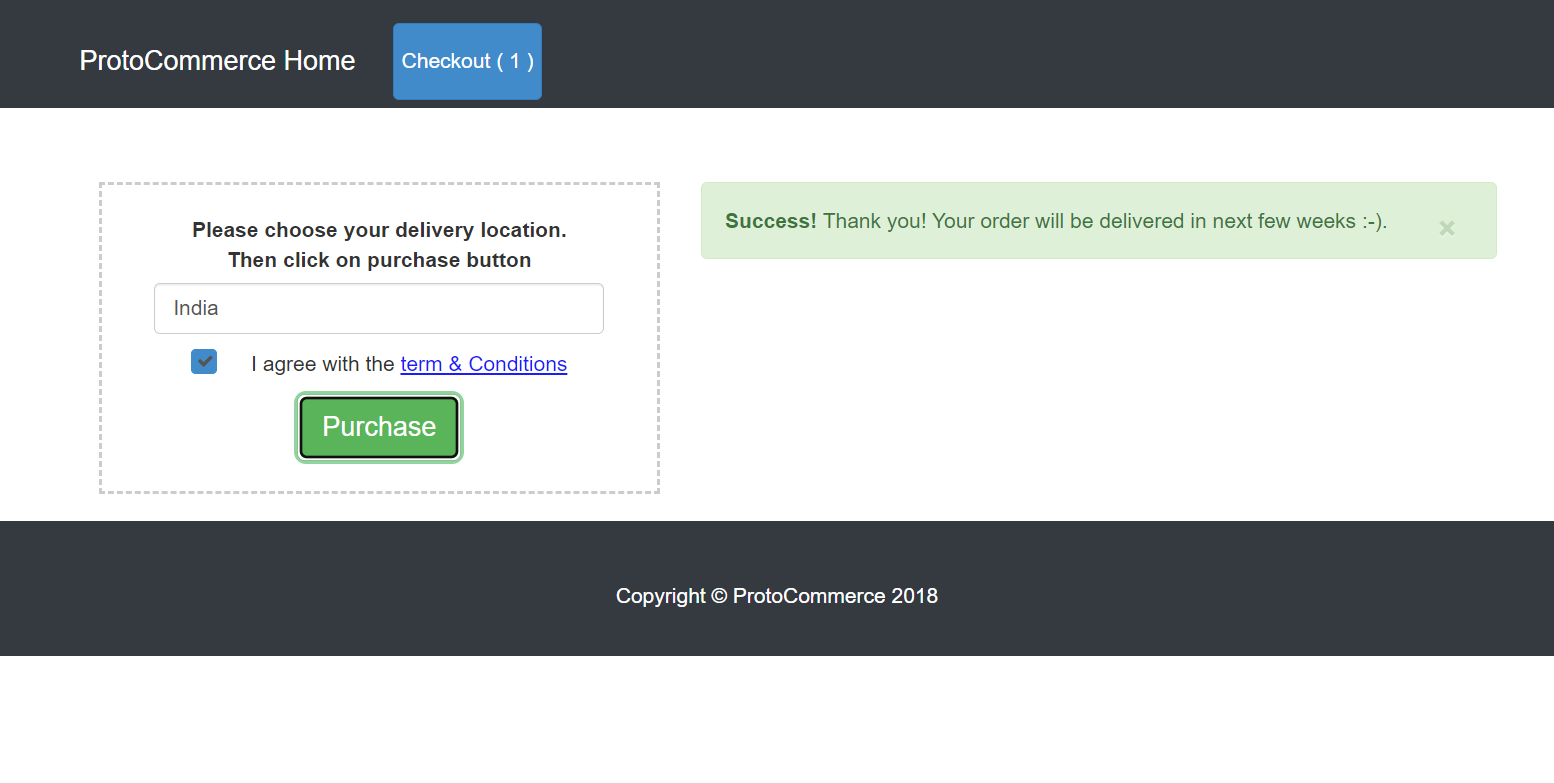 ProtoCommerce Home
Checkout ( 1 )
Please choose your delivery location.
Then click on purchase button
India
I agree with the term & Conditions
Purchase
Success! Thank you! Your order will be delivered in next few weeks :-).
×
Copyright © ProtoCommerce 2018